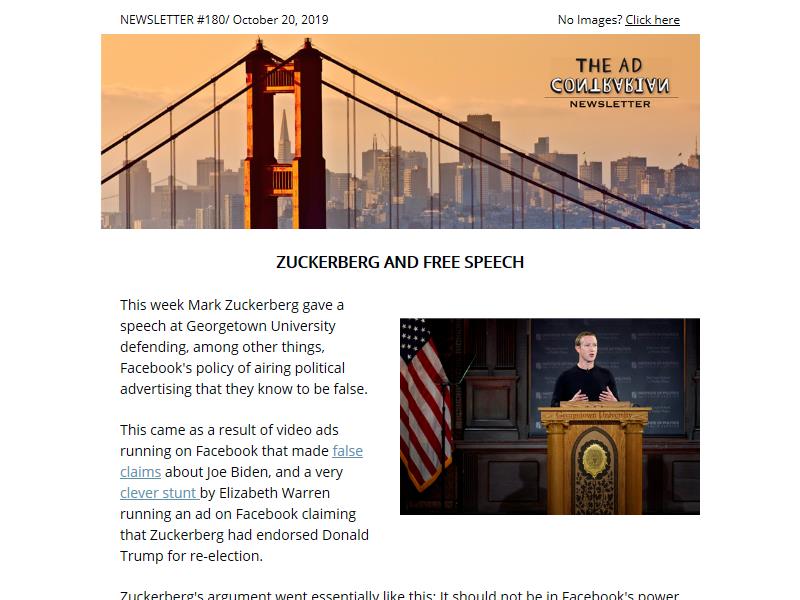 NEWSLETTER #180/ October 20, 2019
No Images? Click here
THE AD
CONTRARIAN
NEWSLETTER
ZUCKERBERG AND FREE SPEECH
This week Mark Zuckerberg gave a
speech at Georgetown University
defending, among other things,
Facebook's policy of airing political
advertising that they know to be false.
Georgetown University
This came as a result of video ads
running on Facebook that made false
claims about Joe Biden, and a very
clever stunt by Elizabeth Warren
running an ad on Facebook claiming
that Zuckerberg had endorsed Donald
Trump for re-election.
Zuckerberg's argument went essentially like this: It should not be in Facebook's power